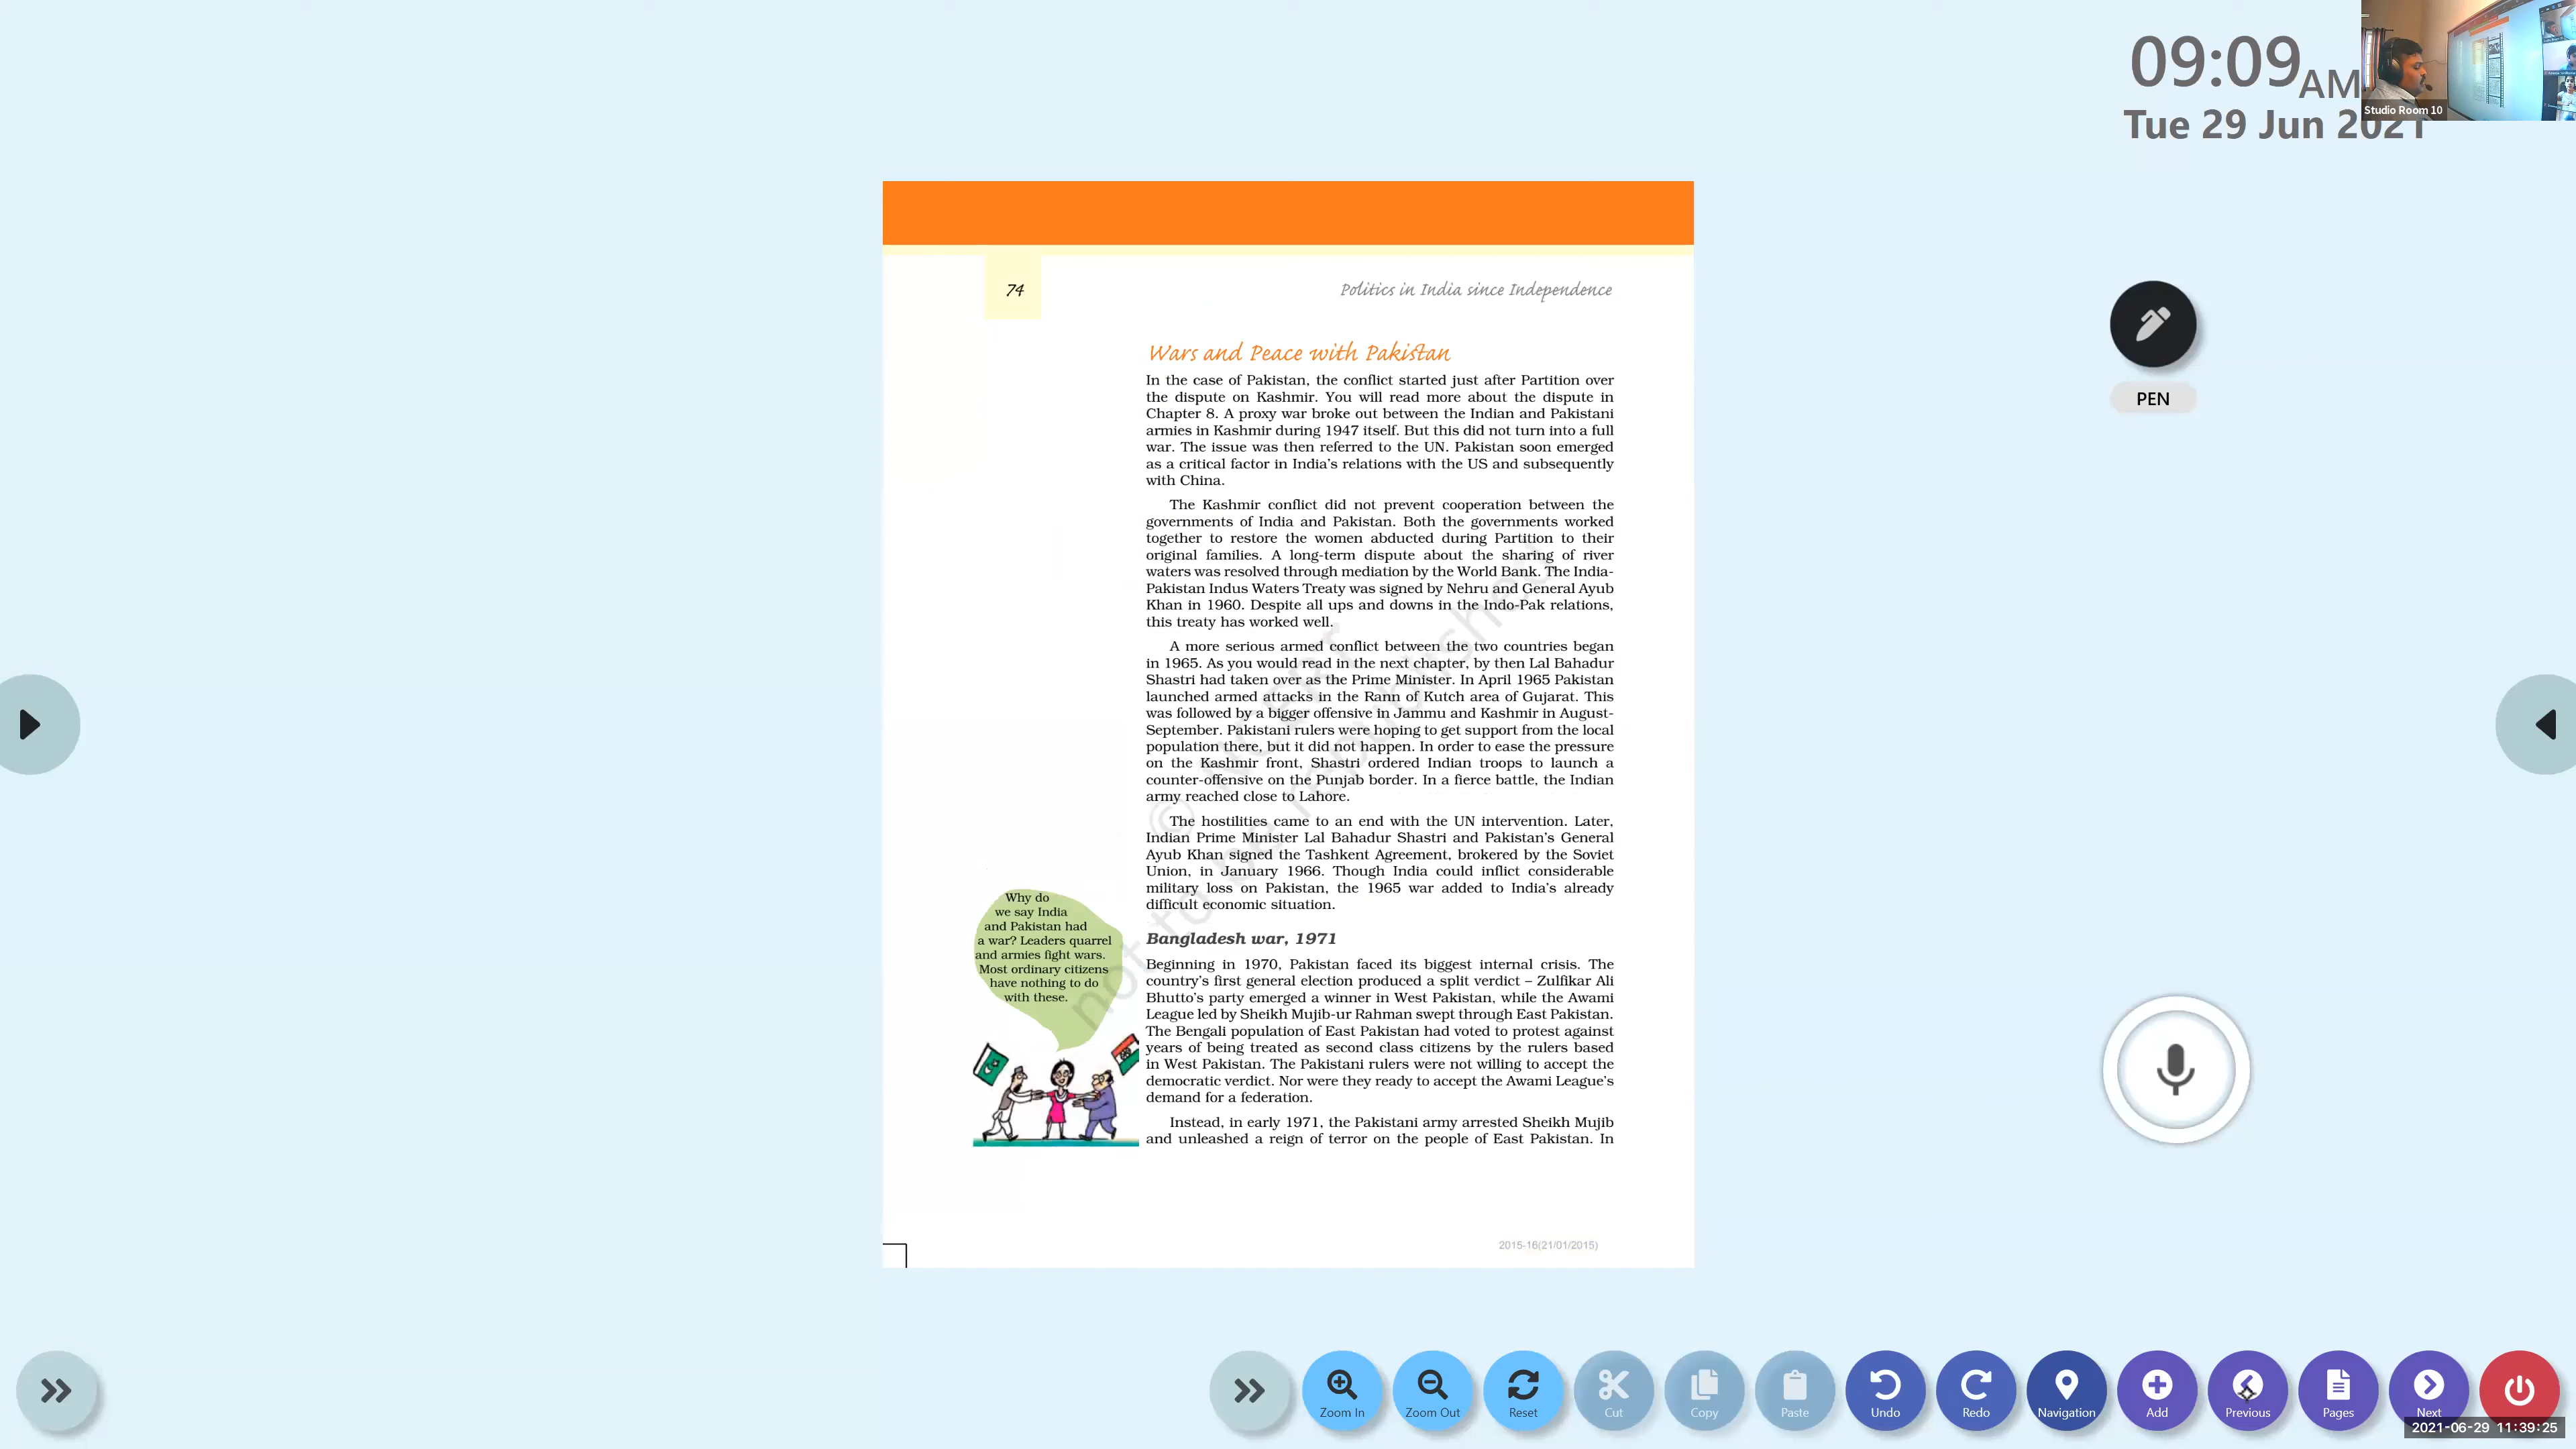 09:09 AM
Tue 29 Jun 2021
Studio Room 10
74
Politics in India since Independence
Wars and Peace with Pakistan
In the case of Pakistan, the conflict started just after Partition over
the dispute on Kashmir. You will read more about the dispute in
Chapter 8. A proxy war broke out between the Indian and Pakistani
armies in Kashmir during 1947 itself. But this did not turn into a full
war. The issue was then referred to the UN. Pakistan soon emerged
as a critical factor in India's relations with the US and subsequently
with China.
The Kashmir conflict did not prevent cooperation between the
governments of India and Pakistan. Both the governments worked
together to restore the women abducted during Partition to their
original families. A long-term dispute about the sharing of river
waters was resolved through mediation by the World Bank. The India-
Pakistan Indus Waters Treaty was signed by Nehru and General Ayub
Khan in 1960. Despite all ups and downs in the Indo-Pak relations,
this treaty has worked well.
A more serious armed conflict between the two countries began
in 1965. As you would read in the next chapter, by then Lal Bahadur
Shastri had taken over as the Prime Minister. In April 1965 Pakistan
launched armed attacks in the Rann of Kutch area of Gujarat. This
was followed by a bigger offensive in Jammu and Kashmir in August-
September. Pakistani rulers were hoping to get support from the local
population there, but it did not happen. In order to ease the pressure
on the Kashmir front, Shastri ordered Indian troops to launch a
counter-offensive on the Punjab border. In a fierce battle, the Indian
army reached close to Lahore.
The hostilities came to an end with the UN intervention. Later,
Indian Prime Minister Lal Bahadur Shastri and Pakistan's General
Ayub Khan signed the Tashkent Agreement, brokered by the Soviet
Union, in January 1966. Though India could inflict considerable
military loss on Pakistan, the 1965 war added to India's already
difficult economic situation.
Bangladesh war, 1971
Beginning in 1970, Pakistan faced its biggest internal crisis. The
country's first general election produced a split verdict – Zulfikar Ali
Bhutto's party emerged a winner in West Pakistan, while the Awami
League led by Sheikh Mujib-ur Rahman swept through East Pakistan.
The Bengali population of East Pakistan had voted to protest against
years of being treated as second class citizens by the rulers based
in West Pakistan. The Pakistani rulers were not willing to accept the
democratic verdict. Nor were they ready to accept the Awami League's
demand for a federation.
Instead, in early 1971, the Pakistani army arrested Sheikh Mujib
and unleashed a reign of terror on the people of East Pakistan. In
Why do
we say India
and Pakistan had
a war? Leaders quarrel
and armies fight wars.
Most ordinary citizens
have nothing to do
with these.
© NCERT
not to be republished
2015-16(21/01/2015)
PEN
Zoom In
Zoom Out
Reset
Cut
Copy
Paste
Undo
Redo
Navigation
Add
Previous
Pages
Next
2021-06-29 11:39:25